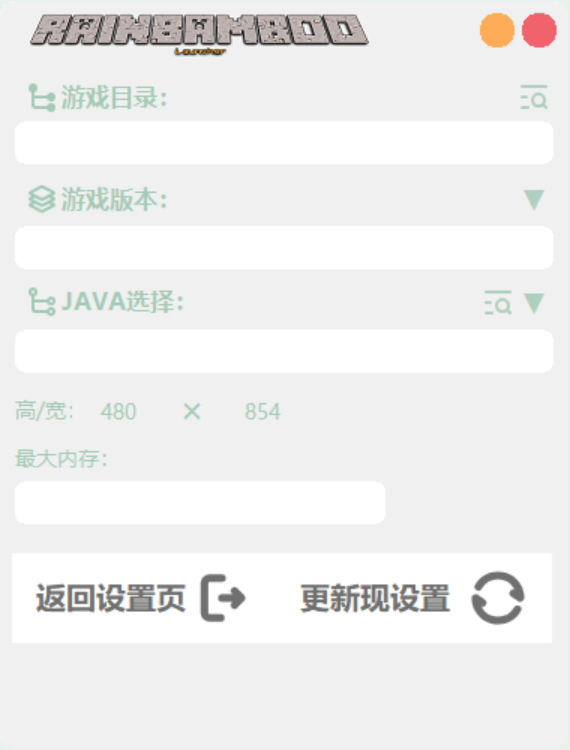 RAINBAMBOO
Launcher
游戏目录:
游戏版本:
JAVA选择:
高/宽: 480 × 854
最大内存:
返回设置页 更新现设置